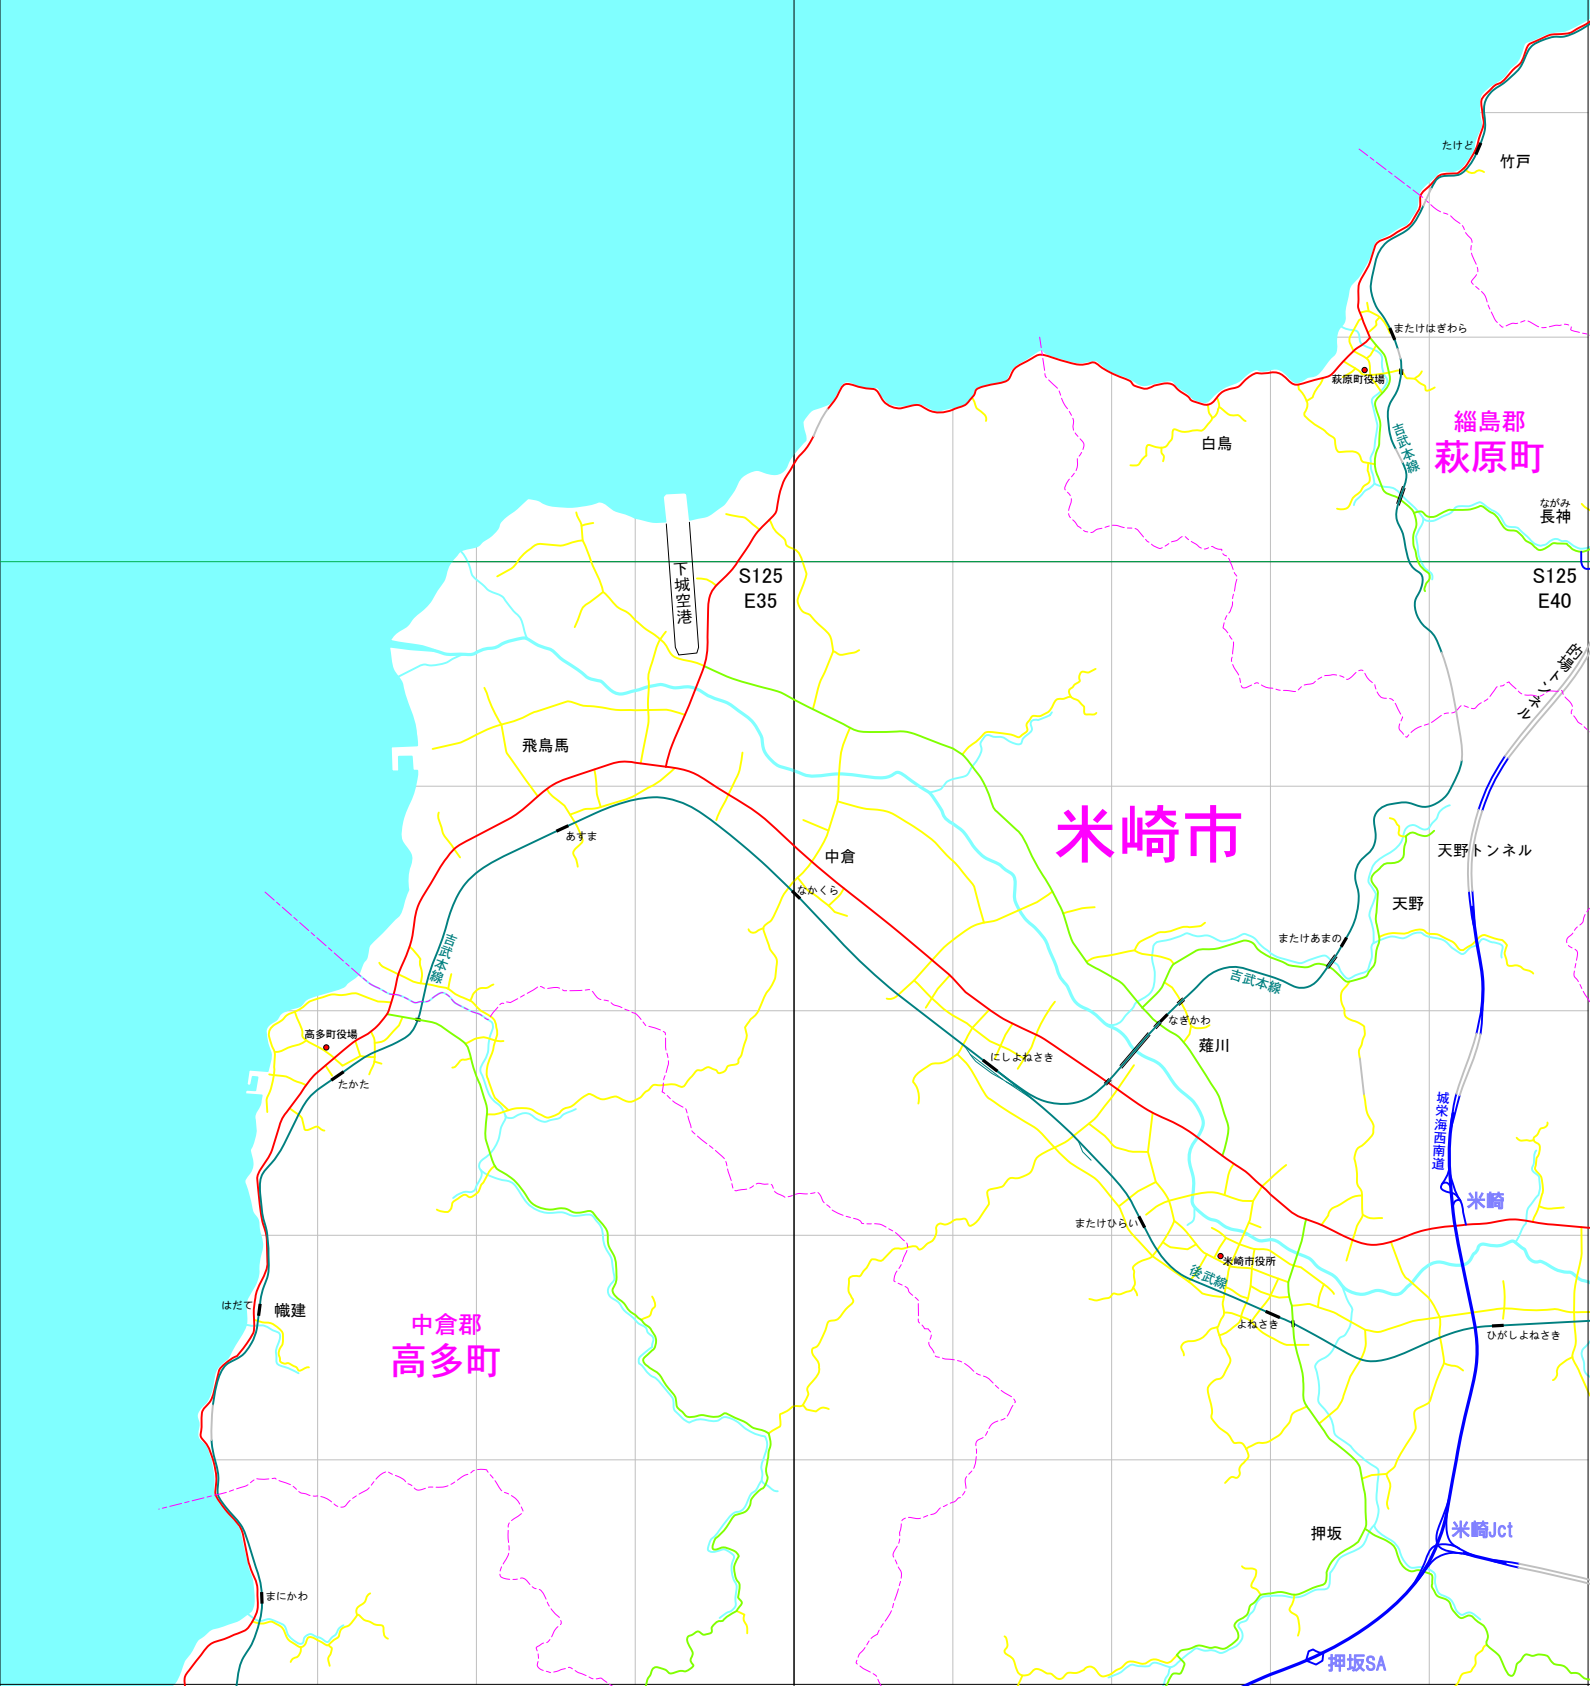 たけど
竹戸
またけはぎわら
萩原町役場
緇島郡
萩原町
吉武本線
白鳥
ながみ
長神
下城空港
S125
E35
S125
E40
的場トンネル
飛鳥馬
あすま
米崎市
中倉
なかくら
天野トンネル
天野
またけあまの
吉武本線
吉武本線
なぎかわ
薙川
高多町役場
たかた
にしよねさき
城栄海西南道
米崎
またけひらい
米崎市役所
後武線
よねさき
ひがしよねさき
はだて
幟建
中倉郡
高多町
押坂
米崎Jct
まにかわ
押坂SA